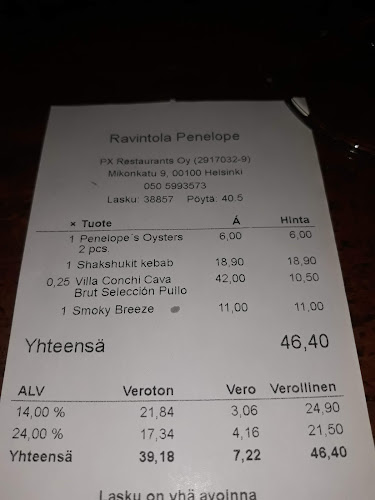 Ravintola Penelope
PX Restaurants Oy (2917032-9)
Mikonkatu 9, 00100 Helsinki
050 5993573
Lasku: 38857 Pöytä: 40.5
× Tuote Á Hinta
1 Penelope´s Oysters 6,00 6,00
2 pcs.
1 Shakshukit kebab 18,90 18,90
0,25 Villa Conchi Cava 42,00 10,50
Brut Selección Pullo
1 Smoky Breeze 11,00 11,00
Yhteensä 46,40
ALV Veroton Vero Verollinen
14,00 % 21,84 3,06 24,90
24,00 % 17,34 4,16 21,50
Yhteensä 39,18 7,22 46,40
Lasku on yhä avoinna